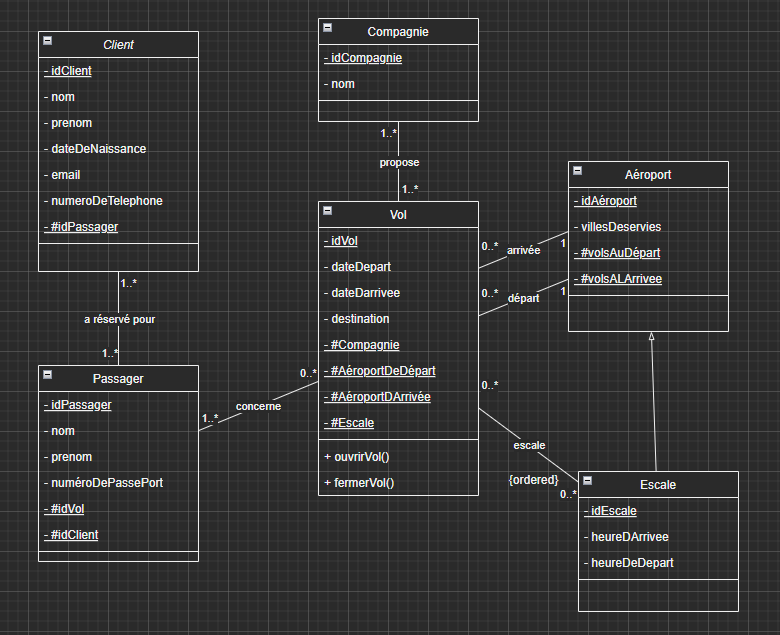 Client
- idClient
- nom
- prenom
- dateDeNaissance
- email
- numeroDeTelephone
- #idPassager
1..*
a réservé pour
1..*
Passager
- idPassager
- nom
- prenom
- numéroDePassePort
- #idVol
- #idClient
Compagnie
- idCompagnie
- nom
1..*
propose
1..*
Vol
- idVol
- dateDepart
- dateDarrivee
- destination
- #Compagnie
- #AéroportDeDépart
- #AéroportDArrivée
- #Escale
+ ouvrirVol()
+ fermerVol()
1..*
concerne
0..*
Aéroport
- idAéroport
- villesDeservies
- #volsAuDépart
- #volsALArrivee
0..*
arrivée
1
0..*
départ
1
0..*
escale
{ordered}
0..*
Escale
- idEscale
- heureDArrivee
- heureDeDepart